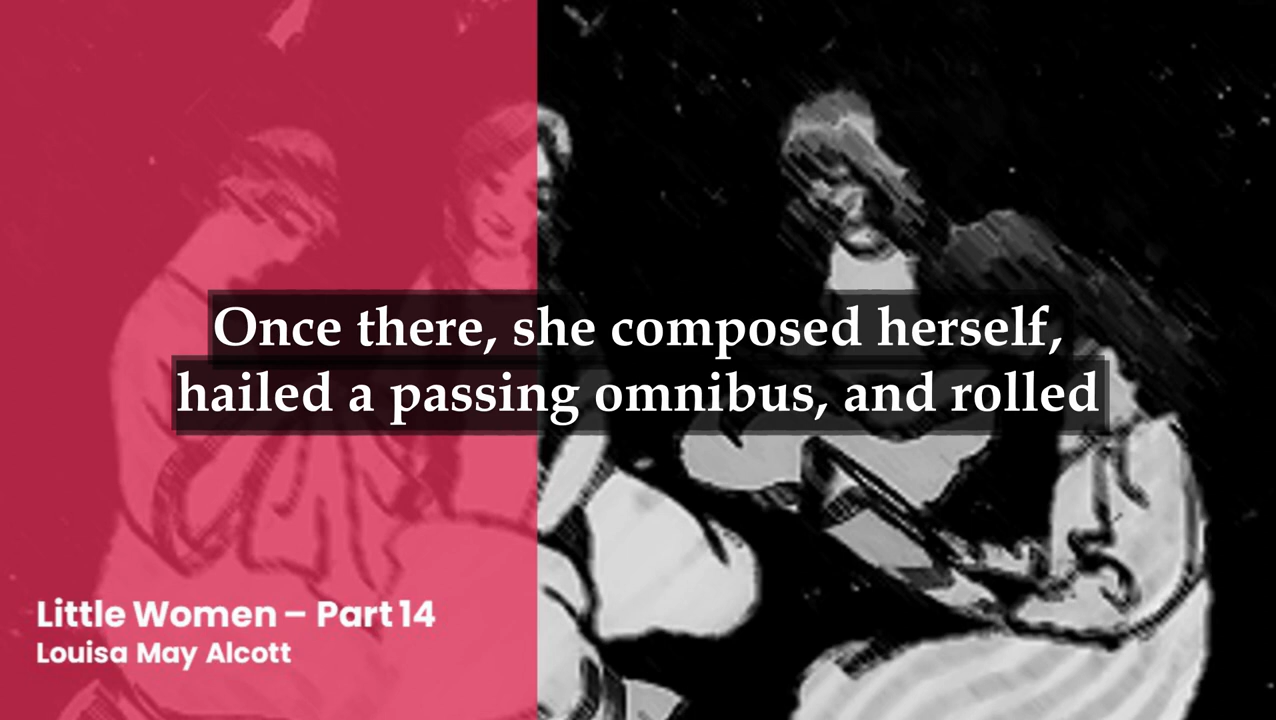 Once there, she composed herself,
hailed a passing omnibus, and rolled
Little Women – Part 14
Louisa May Alcott